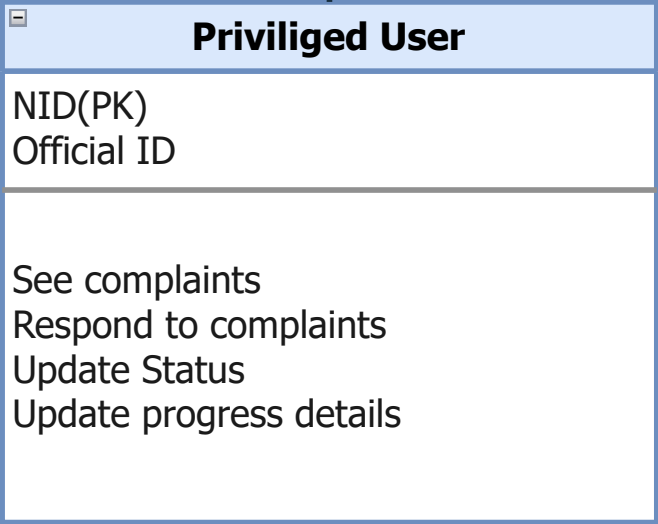 Priviliged User
NID(PK)
Official ID
See complaints
Respond to complaints
Update Status
Update progress details